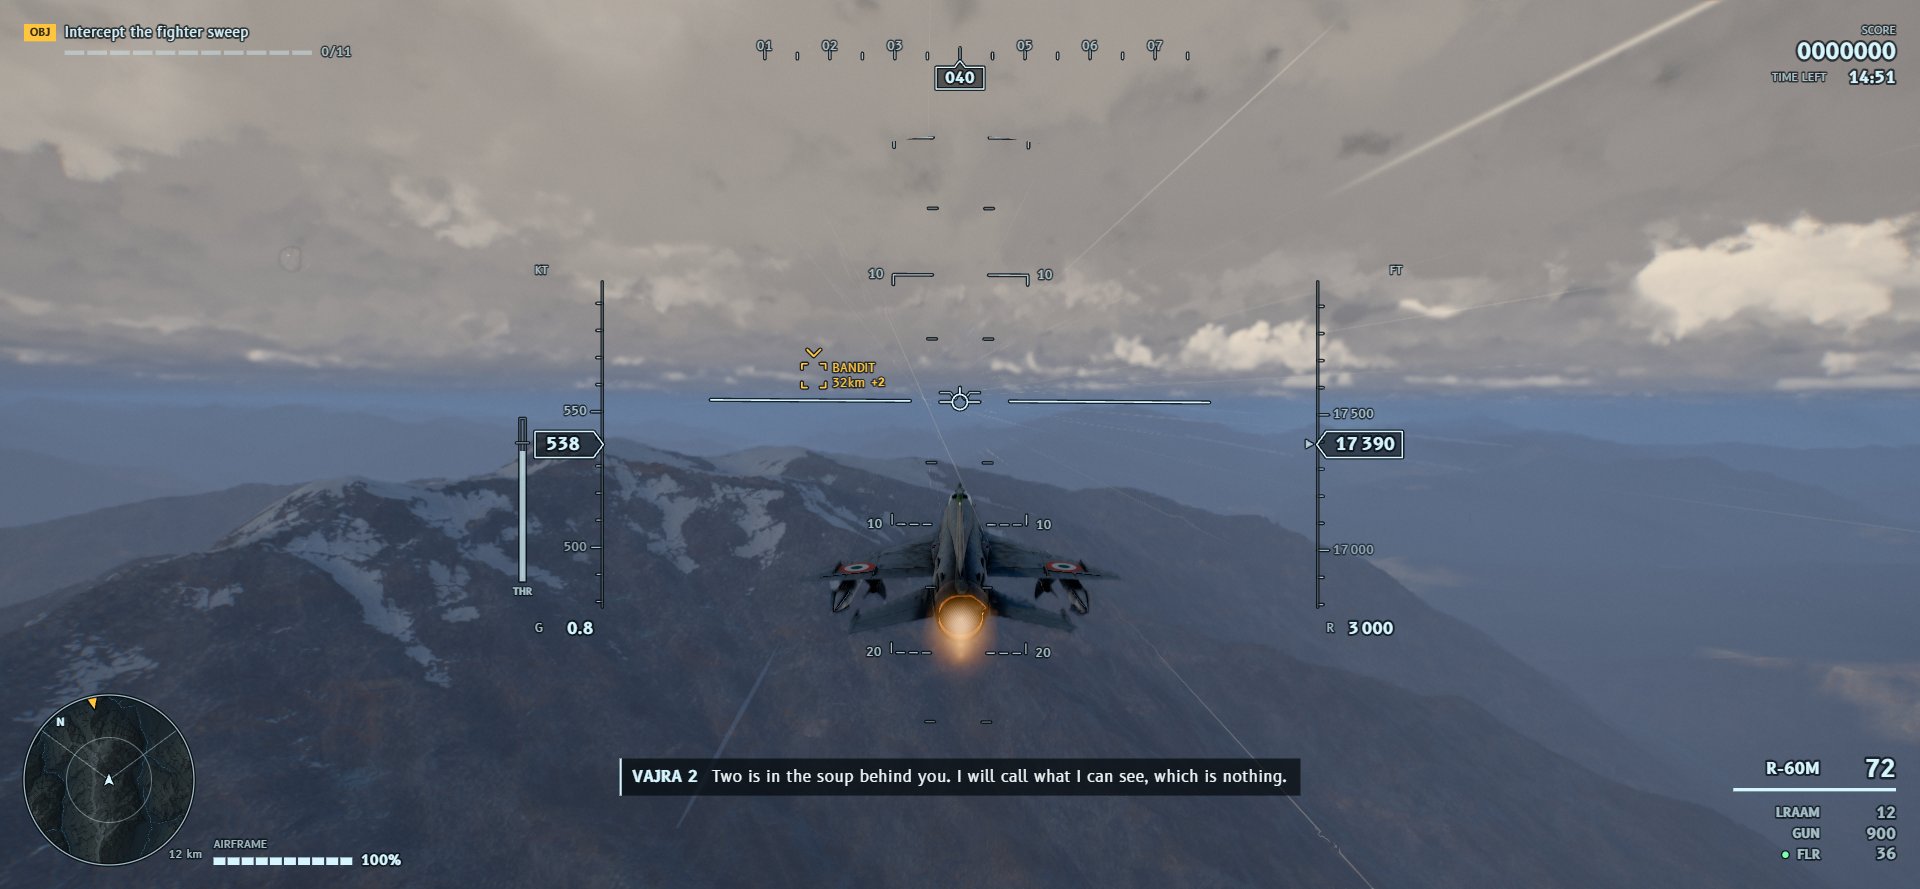 OBJ Intercept the fighter sweep
0/11
01 02 03 05 06 07
040
SCORE
0000000
TIME LEFT 14:51
KT
FT
10 10
BANDIT
32km +2
550
538
500
17 500
17 390
17 000
10 10
THR
G 0.8
R 3 000
20 20
N
12 km
AIRFRAME
100%
VAJRA 2 Two is in the soup behind you. I will call what I can see, which is nothing.
R-60M 72
LRAAM 12
GUN 900
FLR 36